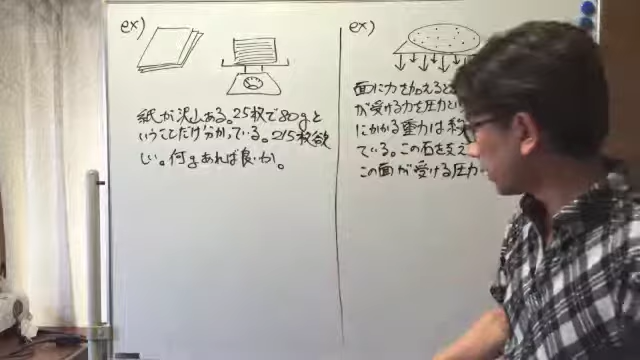 ex)
紙が沢山ある。25枚で80gと
いうことだけ分かっている。215枚欲
しい。何gあれば良いか。
ex)
面に力を加えると
が受ける力を圧力とい
にかかる重力は
ている。この石を支え
この面が受ける圧力